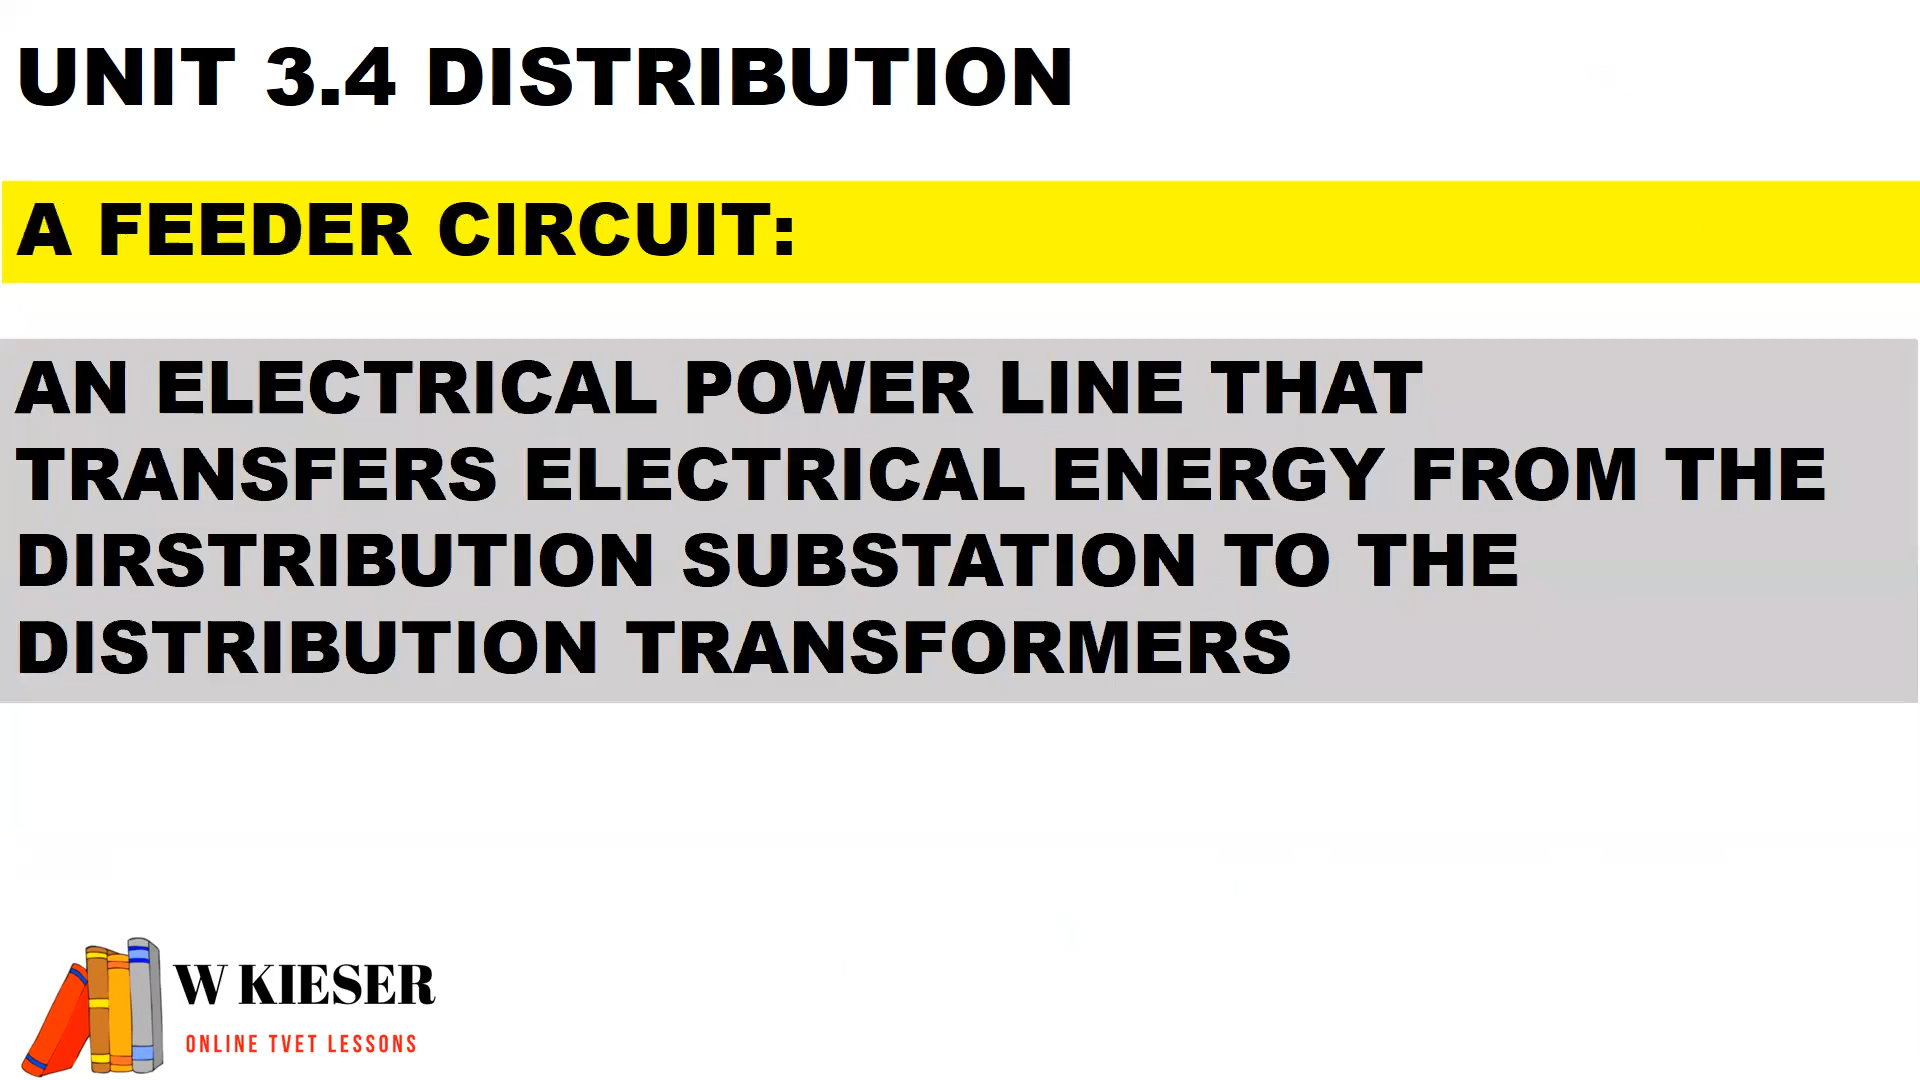 UNIT 3.4 DISTRIBUTION
A FEEDER CIRCUIT:
AN ELECTRICAL POWER LINE THAT
TRANSFERS ELECTRICAL ENERGY FROM THE
DIRSTRIBUTION SUBSTATION TO THE
DISTRIBUTION TRANSFORMERS
W KIESER
ONLINE TVET LESSONS